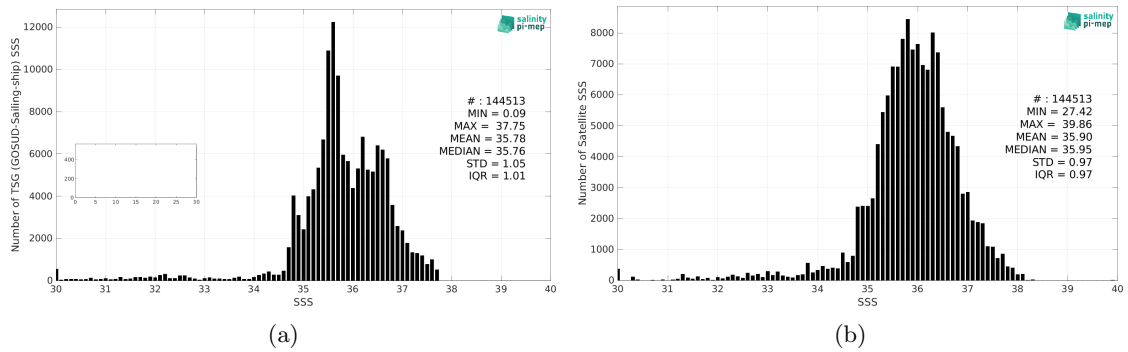 12000
10000
8000
6000
4000
2000
0
Number of TSG (GOSUD-Sailing-ship) SSS
salinity
pi-mep
# : 144513
MIN = 0.09
MAX = 37.75
MEAN = 35.78
MEDIAN = 35.76
STD = 1.05
IQR = 1.01
400
200
0
0 5 10 15 20 25 30
30 31 32 33 34 35 36 37 38 39 40
SSS
(a)
8000
7000
6000
5000
4000
3000
2000
1000
0
Number of Satellite SSS
salinity
pi-mep
# : 144513
MIN = 27.42
MAX = 39.86
MEAN = 35.90
MEDIAN = 35.95
STD = 0.97
IQR = 0.97
30 31 32 33 34 35 36 37 38 39 40
SSS
(b)